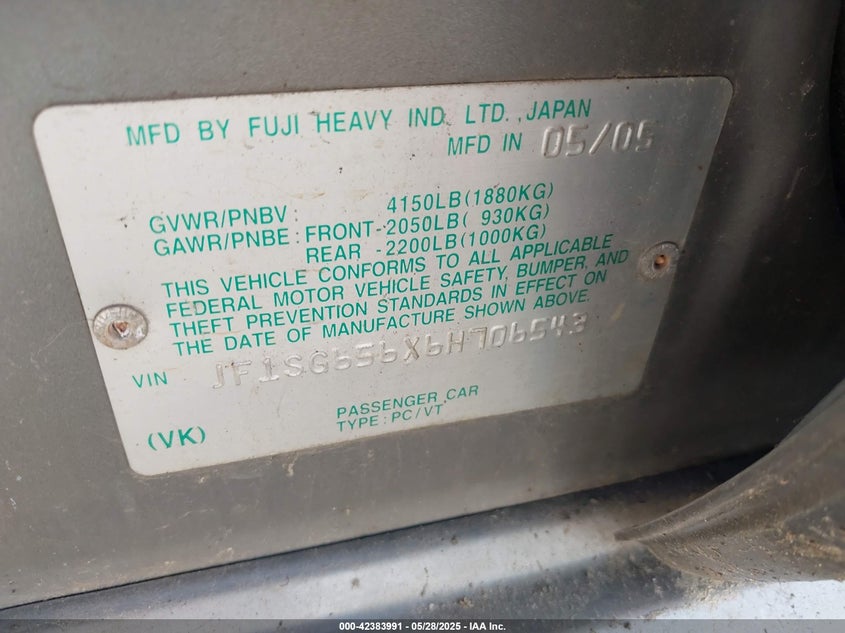 MFD BY FUJI HEAVY IND. LTD., JAPAN
MFD IN 05/05
GVWR/PNBV : 4150LB(1880KG)
GAWR/PNBE : FRONT-2050LB( 930KG)
REAR -2200LB(1000KG)
THIS VEHICLE CONFORMS TO ALL APPLICABLE
FEDERAL MOTOR VEHICLE SAFETY, BUMPER, AND
THEFT PREVENTION STANDARDS IN EFFECT ON
THE DATE OF MANUFACTURE SHOWN ABOVE.
VIN JF1SG656X6H706543
PASSENGER CAR
(VK) TYPE : PC/VT
000-42383991 - 05/28/2025 - IAA Inc.